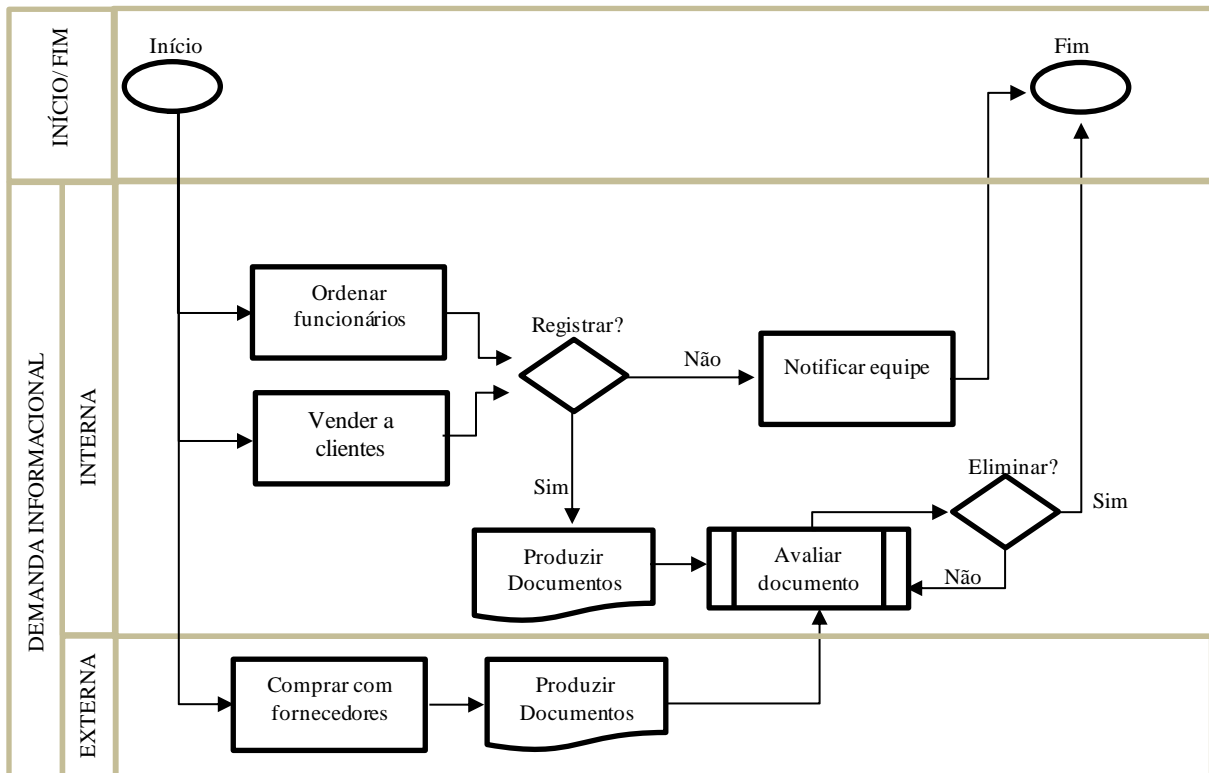 INÍCIO/ FIM
Início
Fim
DEMANDA INFORMACIONAL
INTERNA
Ordenar
funcionários
Registrar?
Não
Notificar equipe
Vender a
clientes
Sim
Eliminar?
Sim
Produzir
Documentos
Avaliar
documento
Não
EXTERNA
Comprar com
fornecedores
Produzir
Documentos